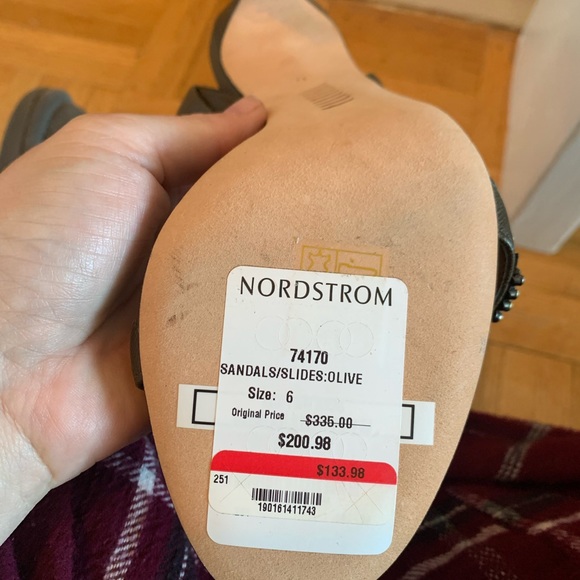 NORDSTROM
74170
SANDALS/SLIDES:OLIVE
Size: 6
Original Price $335.00
$200.98
$133.98
251
190161411743